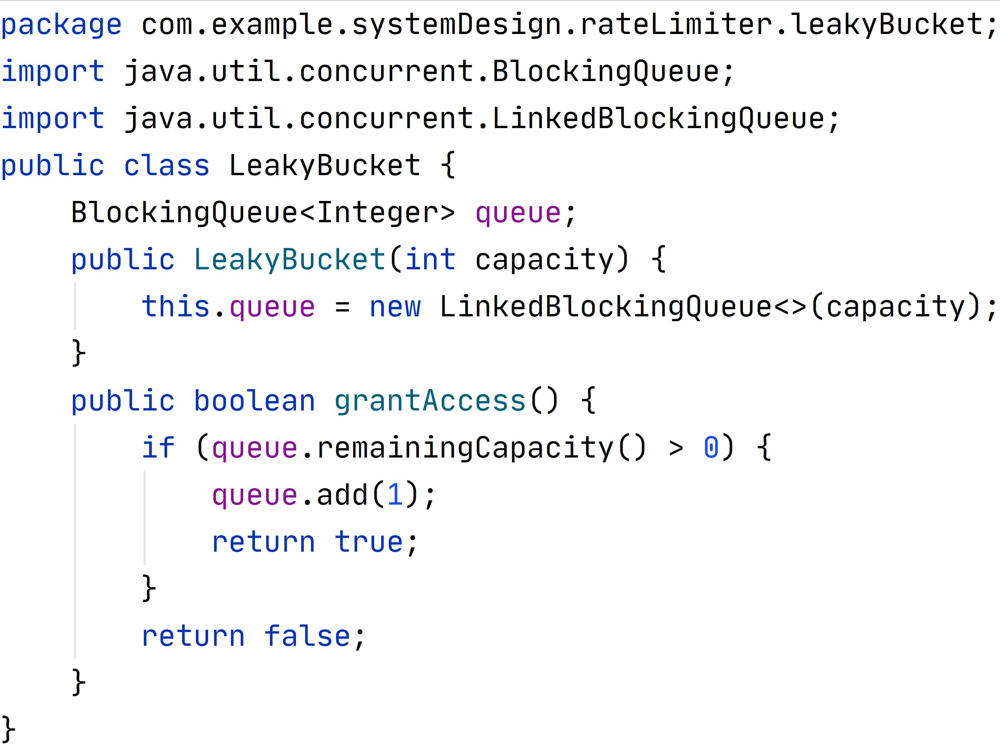 package com.example.systemDesign.rateLimiter.leakyBucket;
import java.util.concurrent.BlockingQueue;
import java.util.concurrent.LinkedBlockingQueue;
public class LeakyBucket {
    BlockingQueue<Integer> queue;
    public LeakyBucket(int capacity) {
        this.queue = new LinkedBlockingQueue<>(capacity);
    }
    public boolean grantAccess() {
        if (queue.remainingCapacity() > 0) {
            queue.add(1);
            return true;
        }
        return false;
    }
}